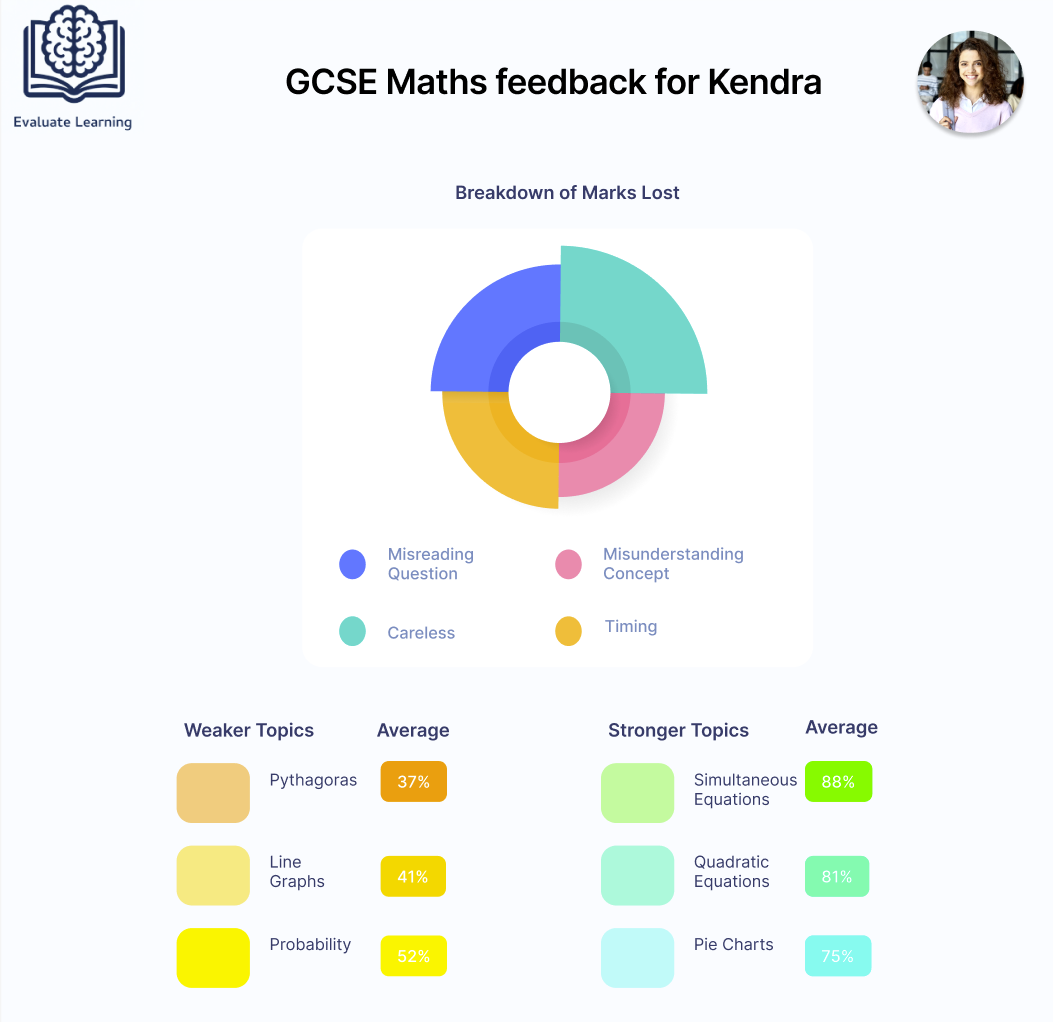 Evaluate Learning
GCSE Maths feedback for Kendra
Breakdown of Marks Lost
Misreading
Question
Misunderstanding
Concept
Careless
Timing
Weaker Topics
Average
Pythagoras
37%
Line
Graphs
41%
Probability
52%
Stronger Topics
Average
Simultaneous
Equations
88%
Quadratic
Equations
81%
Pie Charts
75%